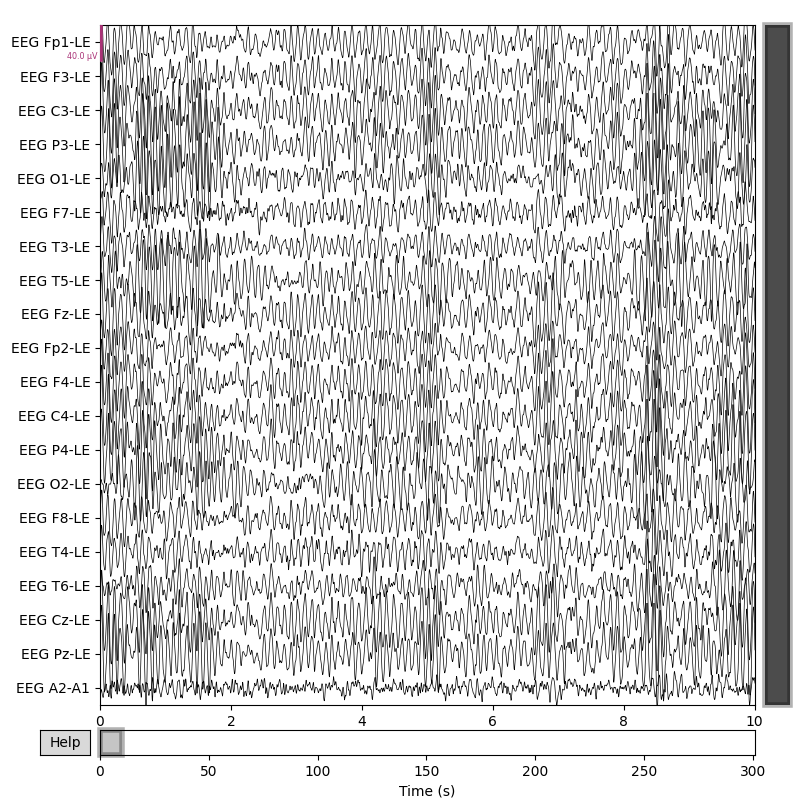 EEG Fp1-LE
40.0 µV
EEG F3-LE
EEG C3-LE
EEG P3-LE
EEG O1-LE
EEG F7-LE
EEG T3-LE
EEG T5-LE
EEG Fz-LE
EEG Fp2-LE
EEG F4-LE
EEG C4-LE
EEG P4-LE
EEG O2-LE
EEG F8-LE
EEG T4-LE
EEG T6-LE
EEG Cz-LE
EEG Pz-LE
EEG A2-A1
0 2 4 6 8 10
Help
0 50 100 150 200 250 300
Time (s)